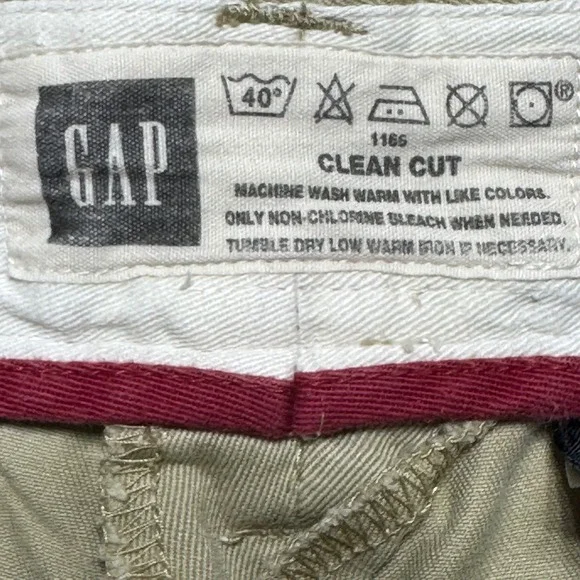 GAP
40°
®
1165
CLEAN CUT
MACHINE WASH WARM WITH LIKE COLORS.
ONLY NON-CHLORINE BLEACH WHEN NEEDED.
TUMBLE DRY LOW WARM IRON IF NECESSARY.